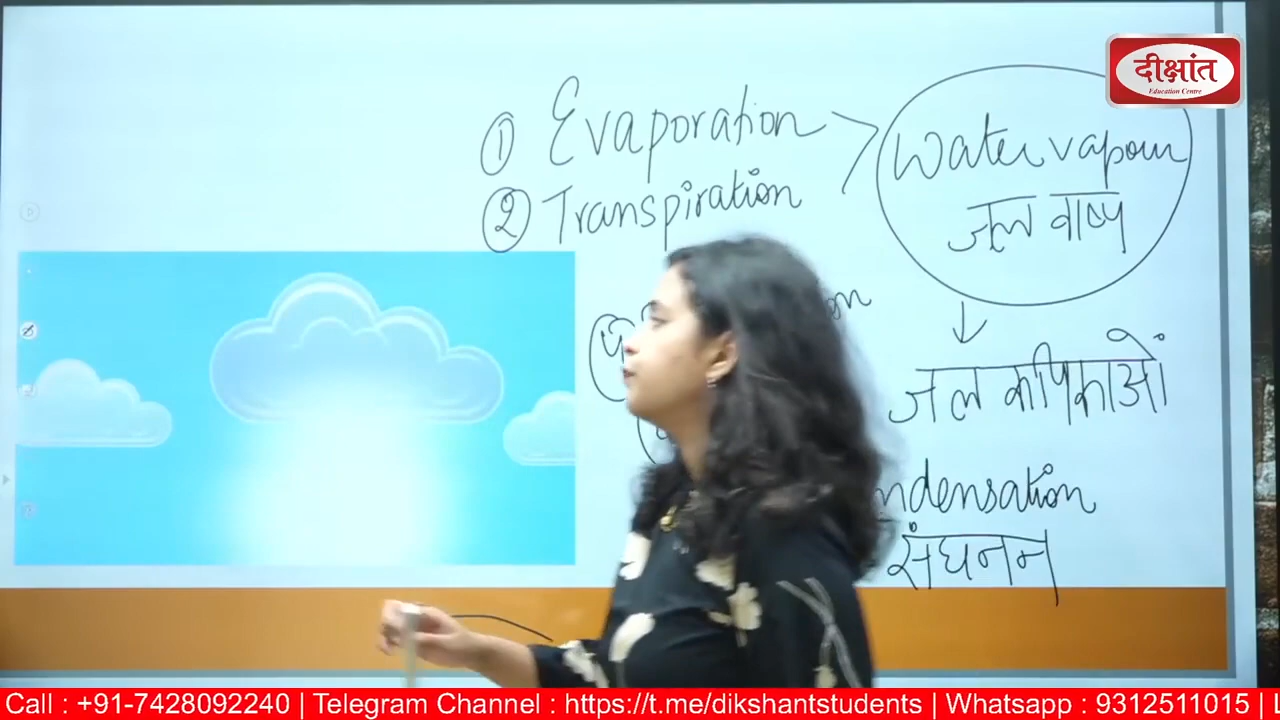 दीक्षांत
Education Centre
① Evaporation
② Transpiration
Water vapour
जल वाष्प
जल कणिकाओं
संघनन
Call : +91-7428092240 | Telegram Channel : https://t.me/dikshantstudents | Whatsapp : 9312511015 |